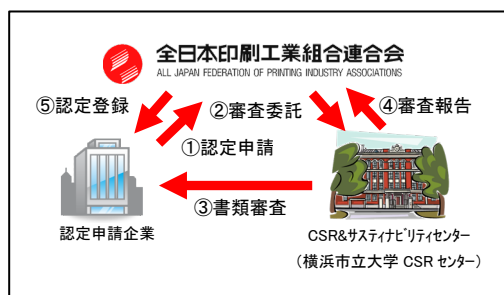 全日本印刷工業組合連合会
ALL JAPAN FEDERATION OF PRINTING INDUSTRY ASSOCIATIONS
⑤認定登録
②審査委託
④審査報告
①認定申請
③書類審査
認定申請企業
CSR&ｻｽﾃｨﾅﾋﾞﾘﾃｨｾﾝﾀｰ
（横浜市立大学 CSR ｾﾝﾀｰ）